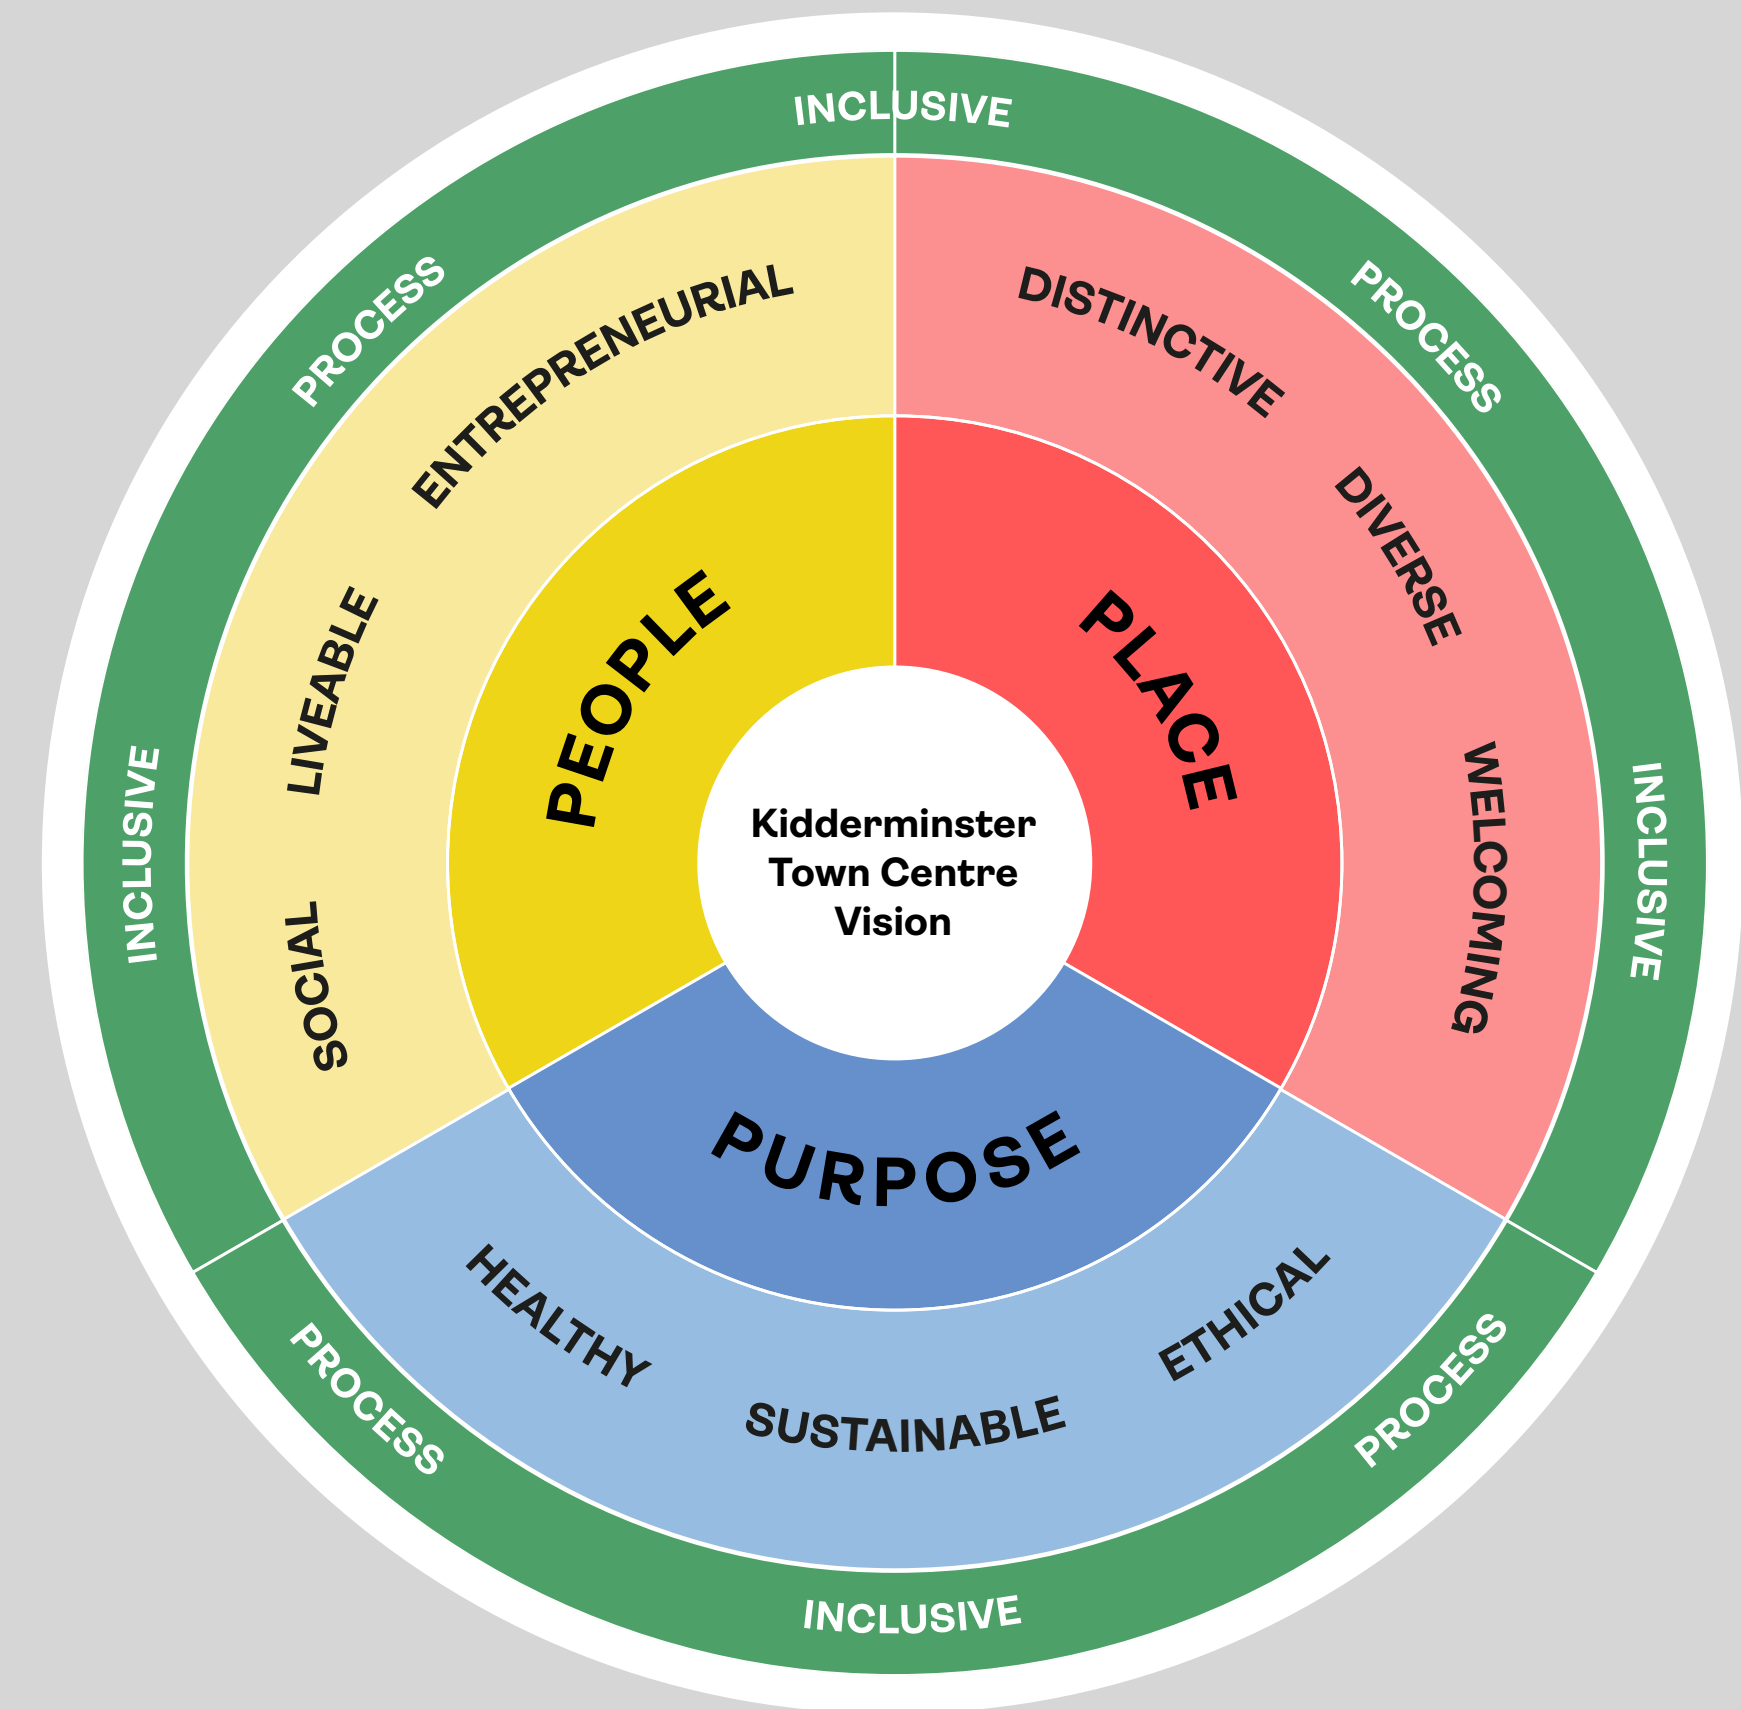 INCLUSIVE
PROCESS
INCLUSIVE
PROCESS
INCLUSIVE
PROCESS
INCLUSIVE
PROCESS
ENTREPRENEURIAL
LIVEABLE
SOCIAL
DISTINCTIVE
DIVERSE
WELCOMING
HEALTHY
SUSTAINABLE
ETHICAL
PEOPLE
PLACE
PURPOSE
Kidderminster
Town Centre
Vision